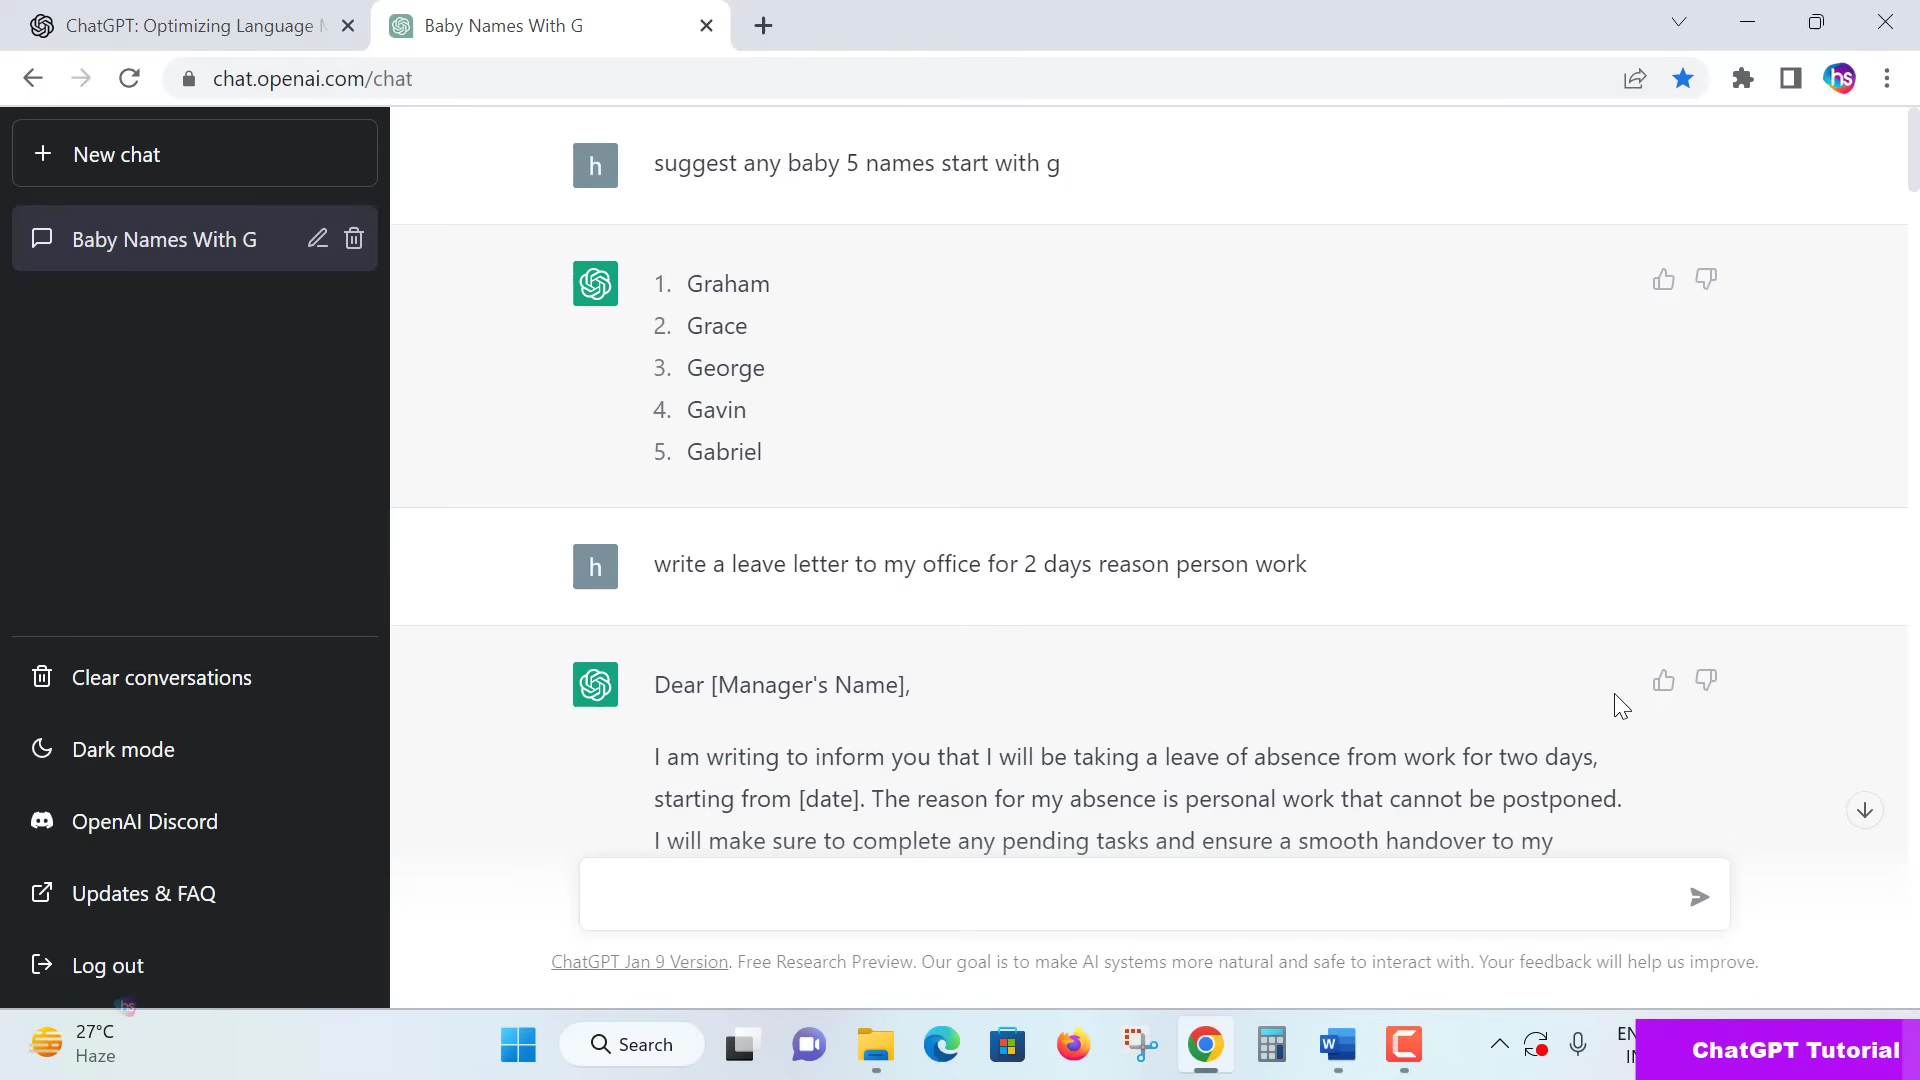 ChatGPT: Optimizing Language
Baby Names With G
chat.openai.com/chat
hs
New chat
Baby Names With G
Clear conversations
Dark mode
OpenAI Discord
Updates & FAQ
Log out
h
suggest any baby 5 names start with g
1. Graham
2. Grace
3. George
4. Gavin
5. Gabriel
h
write a leave letter to my office for 2 days reason person work
Dear [Manager's Name],
I am writing to inform you that I will be taking a leave of absence from work for two days,
starting from [date]. The reason for my absence is personal work that cannot be postponed.
I will make sure to complete any pending tasks and ensure a smooth handover to my
ChatGPT Jan 9 Version. Free Research Preview. Our goal is to make AI systems more natural and safe to interact with. Your feedback will help us improve.
hs
27°C
Haze
Search
W
ChatGPT Tutorial